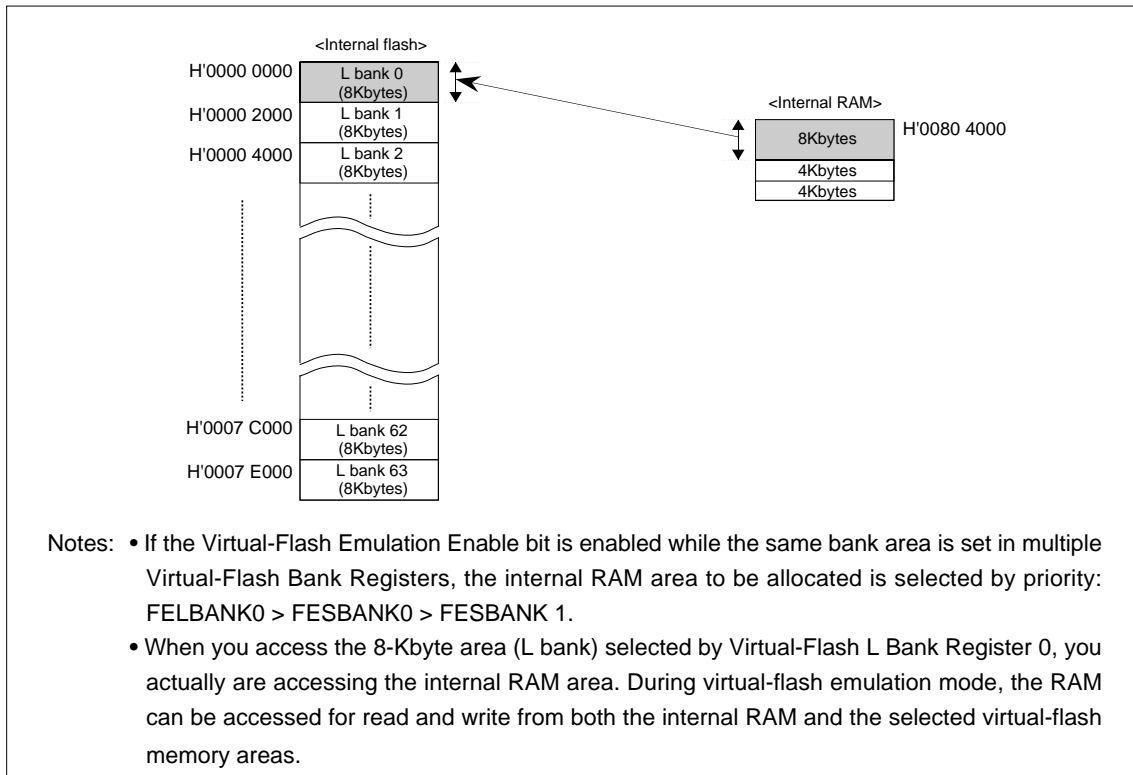 <Internal flash>
H'0000 0000
L bank 0
(8Kbytes)
H'0000 2000
L bank 1
(8Kbytes)
H'0000 4000
L bank 2
(8Kbytes)
<Internal RAM>
8Kbytes
H'0080 4000
4Kbytes
4Kbytes
H'0007 C000
L bank 62
(8Kbytes)
H'0007 E000
L bank 63
(8Kbytes)
Notes: • If the Virtual-Flash Emulation Enable bit is enabled while the same bank area is set in multiple
Virtual-Flash Bank Registers, the internal RAM area to be allocated is selected by priority:
FELBANK0 > FESBANK0 > FESBANK 1.
• When you access the 8-Kbyte area (L bank) selected by Virtual-Flash L Bank Register 0, you
actually are accessing the internal RAM area. During virtual-flash emulation mode, the RAM
can be accessed for read and write from both the internal RAM and the selected virtual-flash
memory areas.